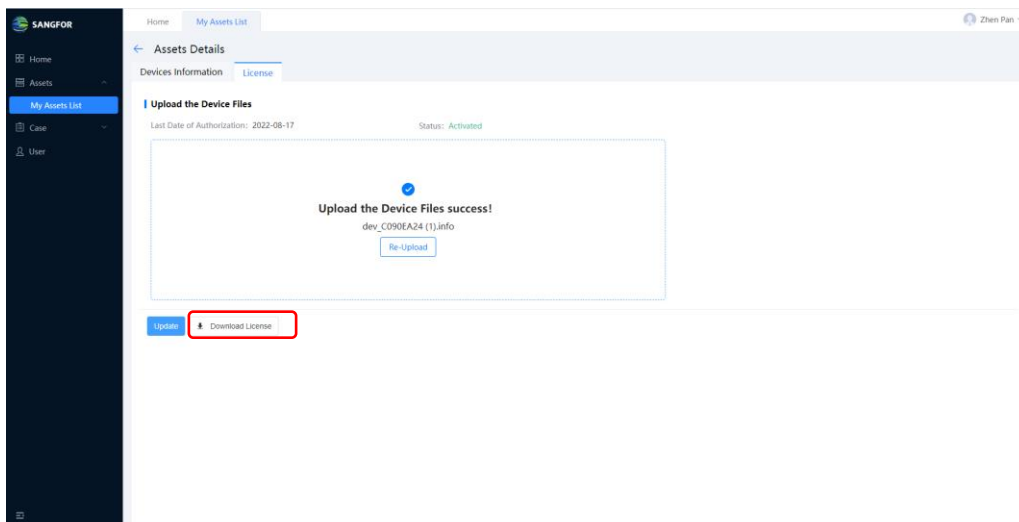 SANGFOR
Home
My Assets List
Zhen Pan
Home
Assets
My Assets List
Case
User
Assets Details
Devices Information
License
Upload the Device Files
Last Date of Authorization: 2022-08-17
Status: Activated
Upload the Device Files success!
dev_C090EA24 (1).info
Re-Upload
Update
Download License